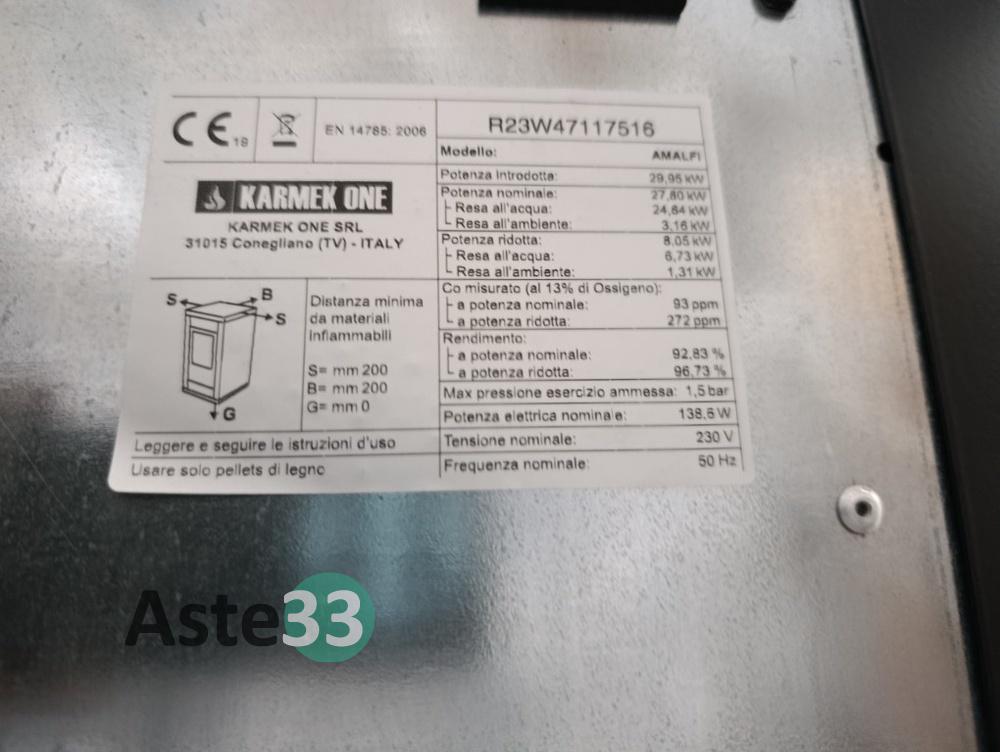 CE 19
EN 14785: 2006
KARMEK ONE
KARMEK ONE SRL
31015 Conegliano (TV) - ITALY
S B S G
Distanza minima
da materiali
infiammabili
S= mm 200
B= mm 200
G= mm 0
Leggere e seguire le istruzioni d'uso
Usare solo pellets di legno
R23W47117516
Modello: AMALFI
Potenza Introdotta: 29,95 kW
Potenza nominale: 27,80 kW
Resa all'acqua: 24,64 kW
Resa all'ambiente: 3,16 kW
Potenza ridotta: 8,05 kW
Resa all'acqua: 6,73 kW
Resa all'ambiente: 1,31 kW
Co misurato (al 13% di Ossigeno):
a potenza nominale: 93 ppm
a potenza ridotta: 272 ppm
Rendimento:
a potenza nominale: 92,83 %
a potenza ridotta: 96,73 %
Max pressione esercizio ammessa: 1,5 bar
Potenza elettrica nominale: 138,6 W
Tensione nominale: 230 V
Frequenza nominale: 50 Hz
Aste33